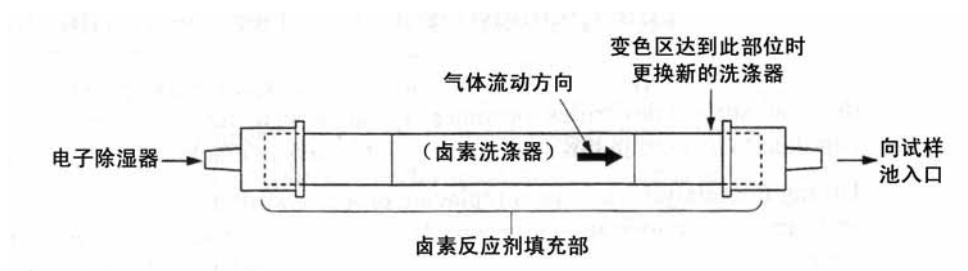 变色区达到此部位时
更换新的洗涤器
气体流动方向
电子除湿器
（卤素洗涤器）
向试样
池入口
卤素反应剂填充部